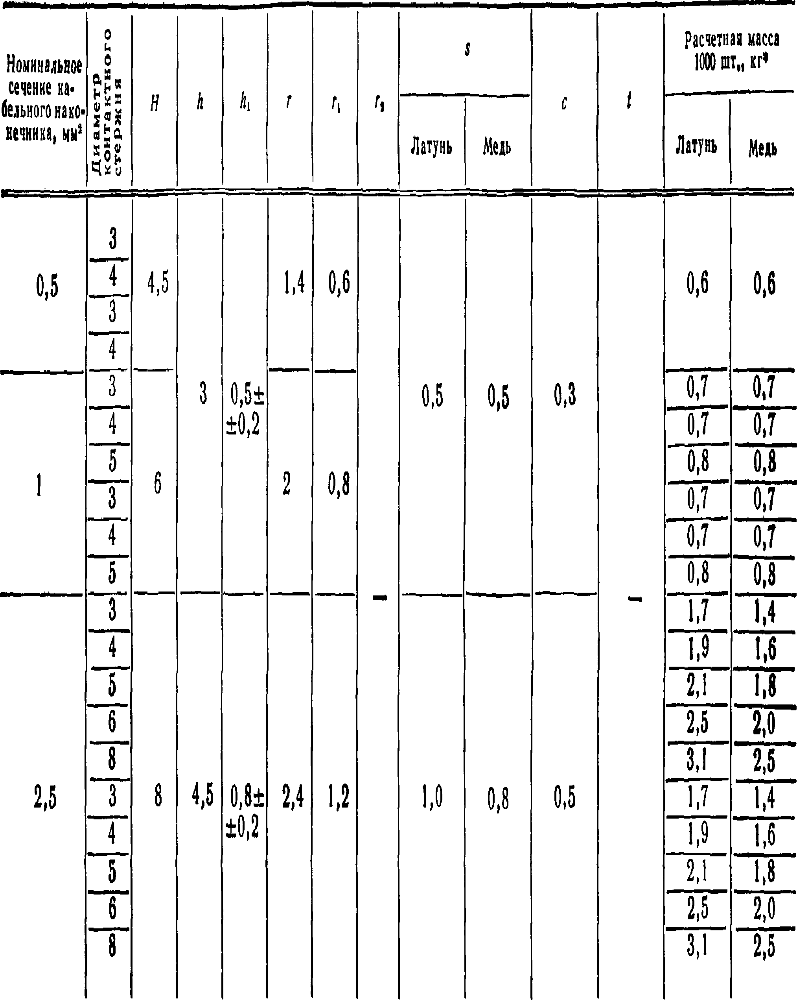 Номинальное
сечение ка-
бельного нако-
нечника, мм²
Диаметр
контактного
стержня
H
h
h₁
r
r₁
r₂
s
Латунь
Медь
c
t
Расчетная масса
1000 шт., кг*
Латунь
Медь
3
0,5 4 4,5 1,4 0,6 0,6 0,6
3
4
3 3 0,5± 0,5 0,5 0,3 0,7 0,7
4 ±0,2 0,7 0,7
5 0,8 0,8
1 3 6 2 0,8 0,7 0,7
4 0,7 0,7
5 0,8 0,8
3 — — 1,7 1,4
4 1,9 1,6
5 2,1 1,8
6 2,5 2,0
8 3,1 2,5
2,5 3 8 4,5 0,8± 2,4 1,2 1,0 0,8 0,5 1,7 1,4
4 ±0,2 1,9 1,6
5 2,1 1,8
6 2,5 2,0
8 3,1 2,5